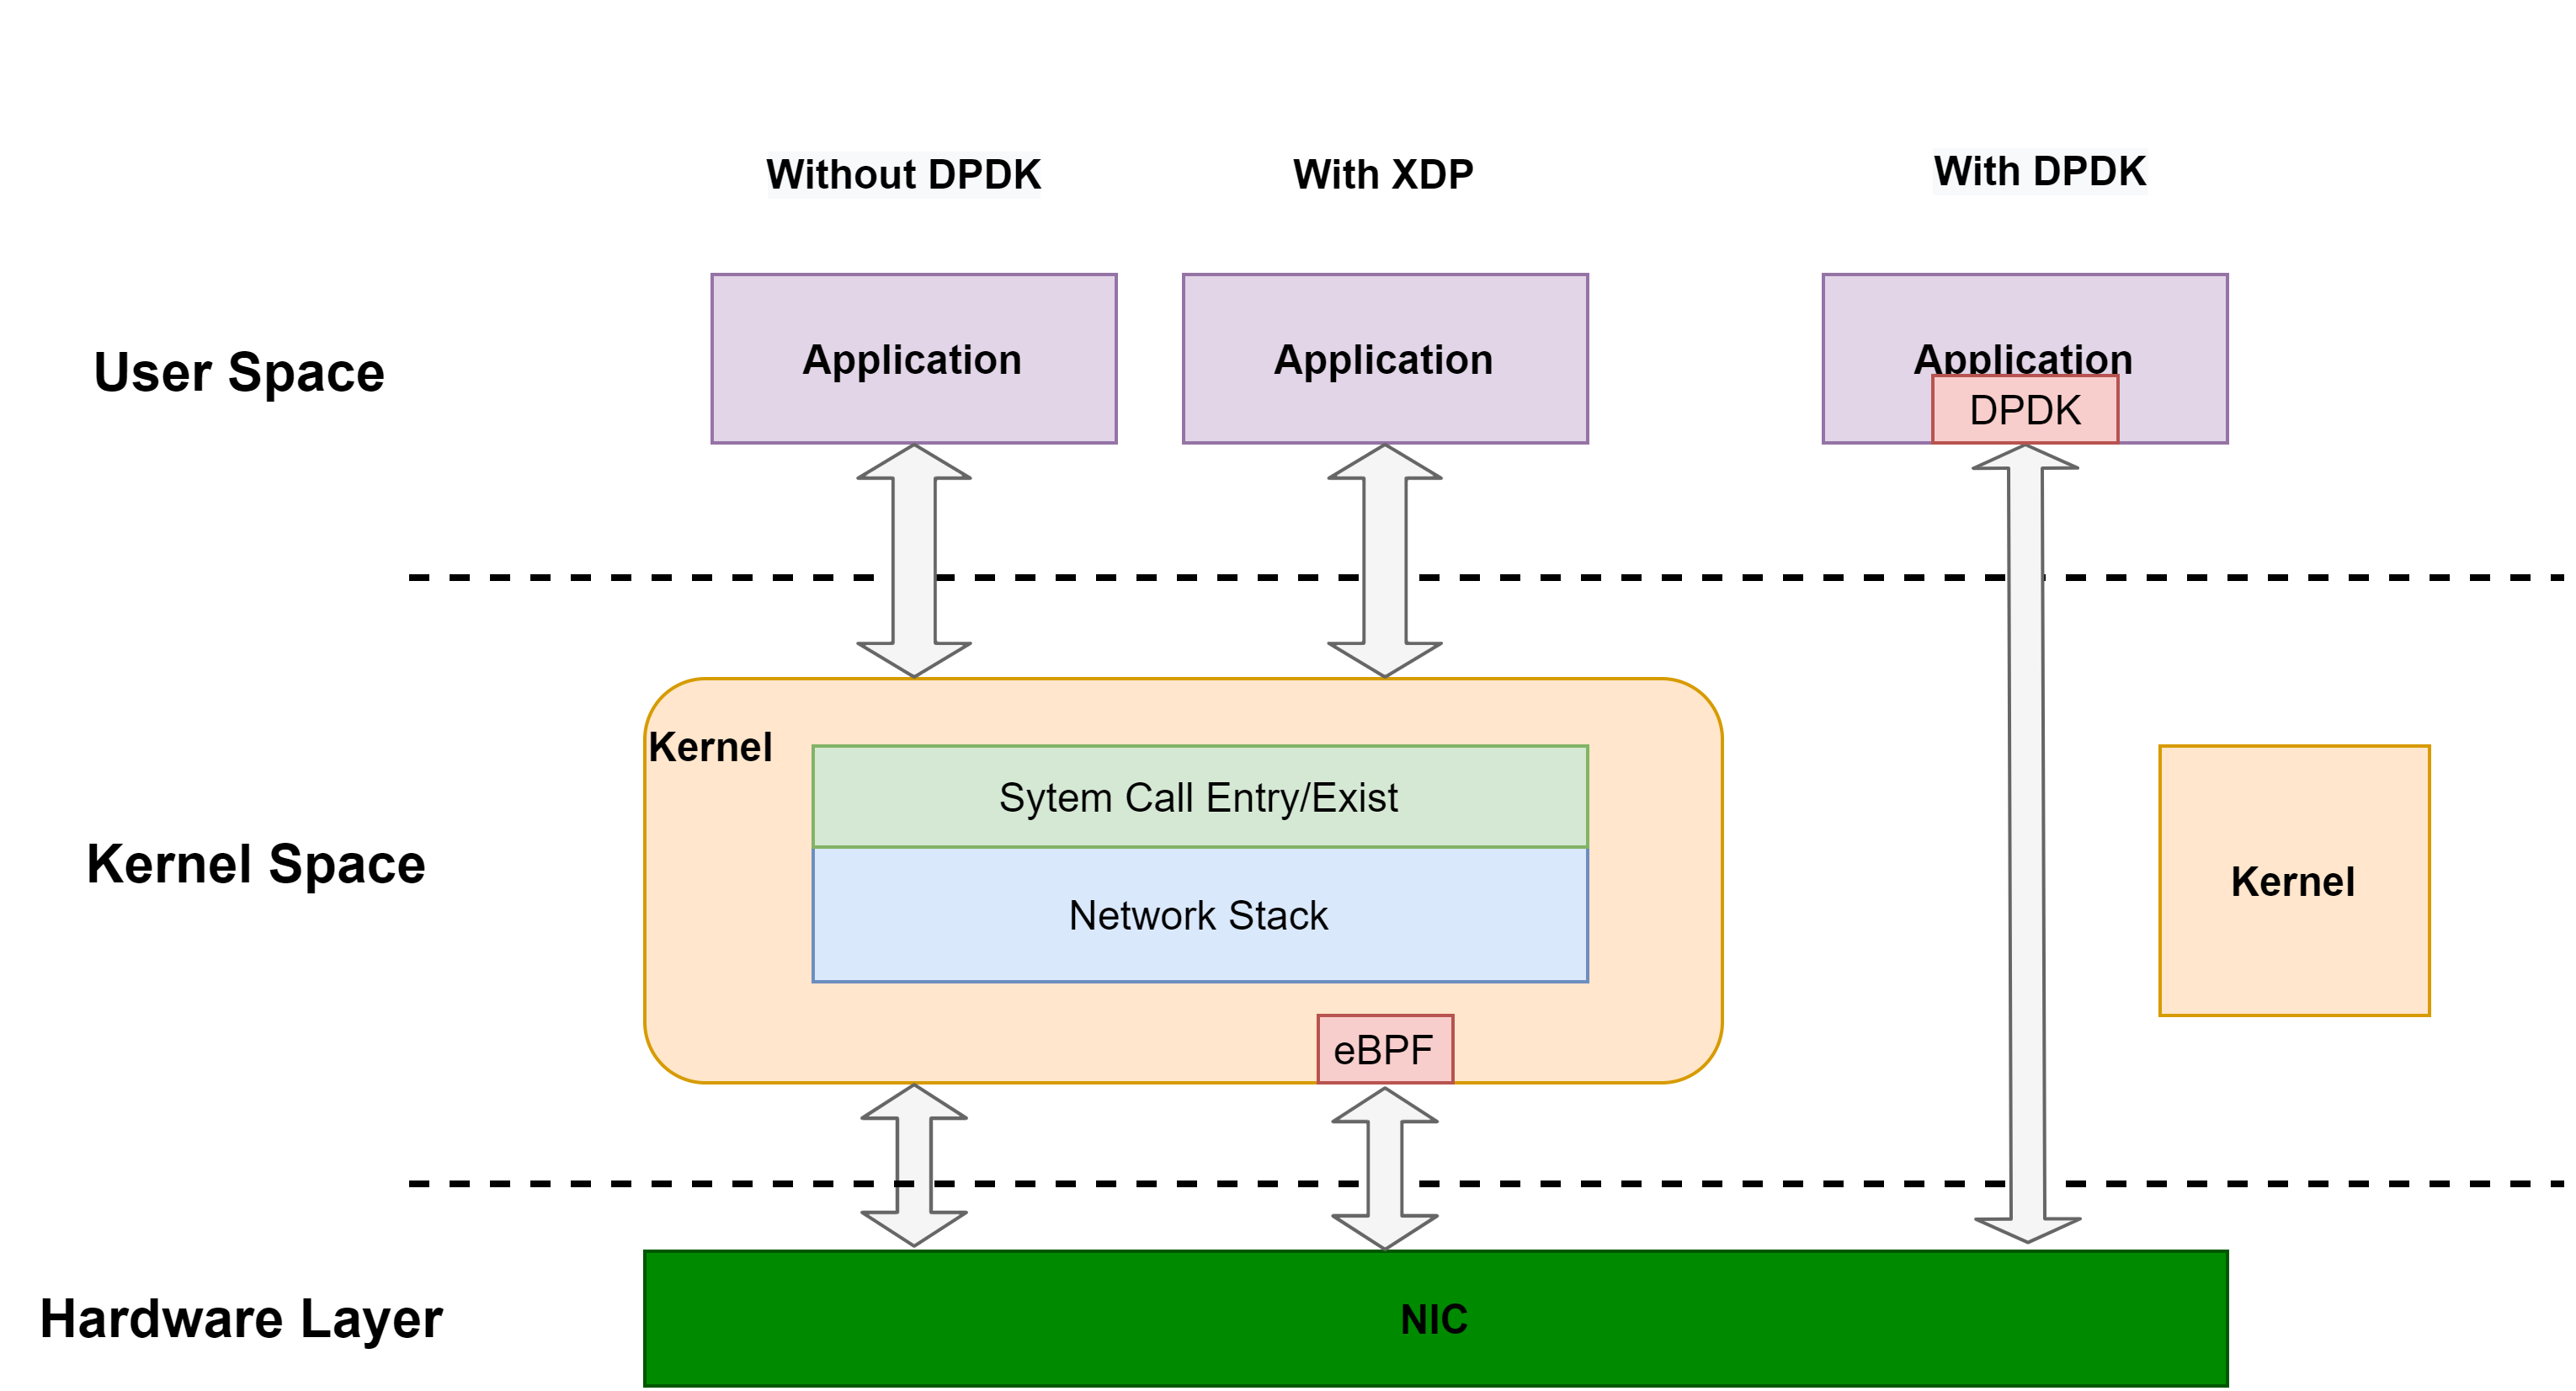 Without DPDK
With XDP
With DPDK
User Space
Application
Application
Application
DPDK
Kernel Space
Kernel
Sytem Call Entry/Exist
Network Stack
eBPF
Kernel
Hardware Layer
NIC